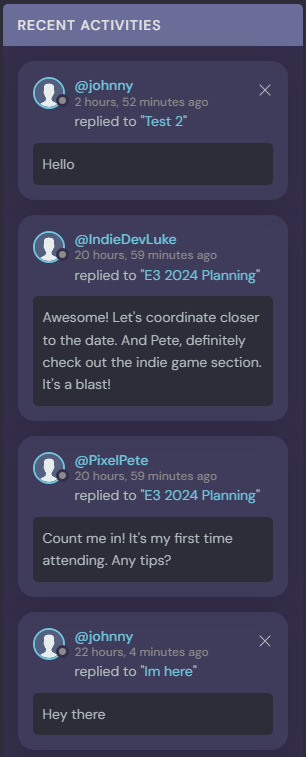 RECENT ACTIVITIES
@johnny
2 hours, 52 minutes ago
replied to "Test 2"
Hello
@IndieDevLuke
20 hours, 59 minutes ago
replied to "E3 2024 Planning"
Awesome! Let's coordinate closer
to the date. And Pete, definitely
check out the indie game section.
It's a blast!
@PixelPete
20 hours, 59 minutes ago
replied to "E3 2024 Planning"
Count me in! It's my first time
attending. Any tips?
@johnny
22 hours, 4 minutes ago
replied to "Im here"
Hey there